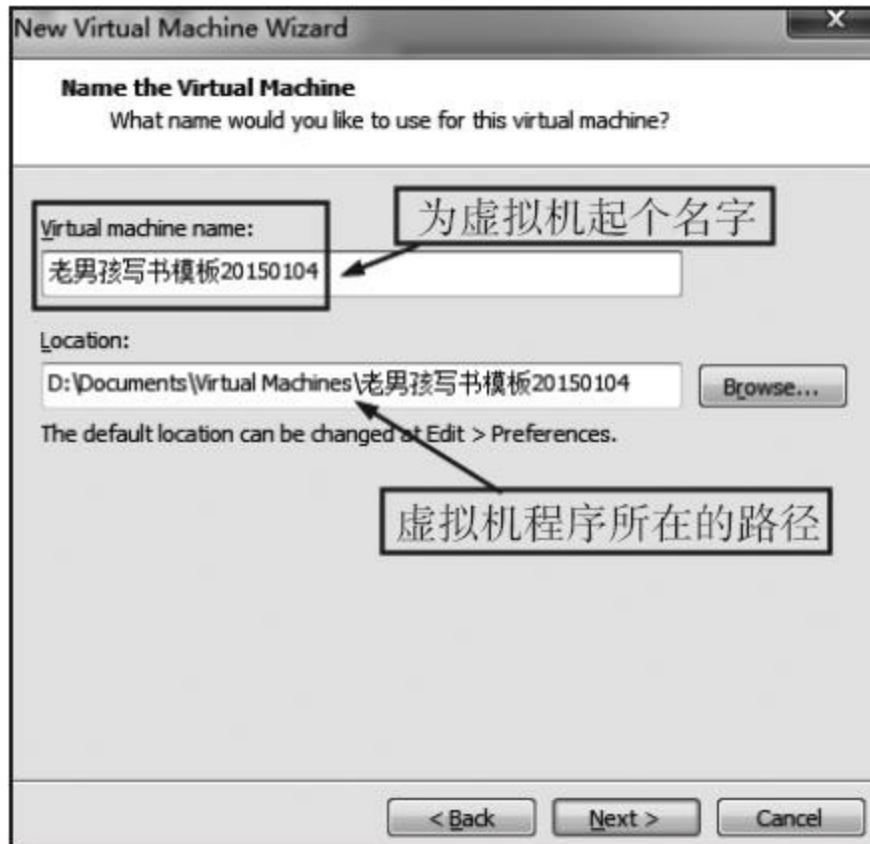 New Virtual Machine Wizard
x
Name the Virtual Machine
What name would you like to use for this virtual machine?
为虚拟机起个名字
Virtual machine name:
老男孩写书模板20150104
Location:
D:\Documents\Virtual Machines\老男孩写书模板20150104
Browse...
The default location can be changed at Edit > Preferences.
虚拟机程序所在的路径
< Back
Next >
Cancel